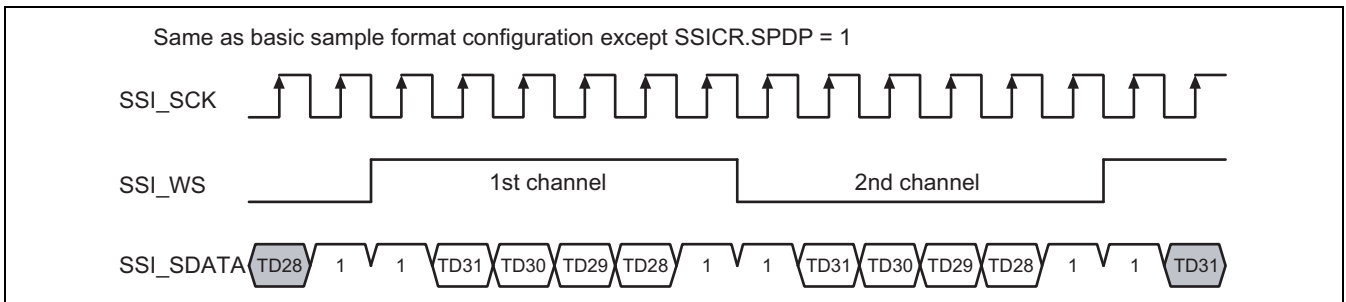 Same as basic sample format configuration except SSICR.SPDP = 1
SSI_SCK
SSI_WS 1st channel 2nd channel
SSI_SDATA TD28 1 1 TD31 TD30 TD29 TD28 1 1 TD31 TD30 TD29 TD28 1 1 TD31